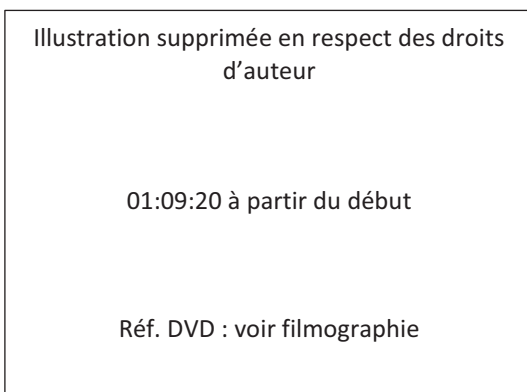 Illustration supprimée en respect des droits
d’auteur
01:09:20 à partir du début
Réf. DVD : voir filmographie